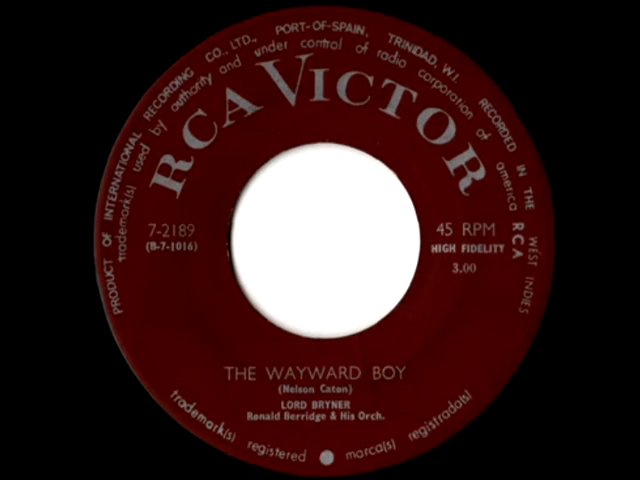 PRODUCT OF INTERNATIONAL RECORDING CO., LTD., PORT-OF-SPAIN, TRINIDAD, W.I. RECORDED IN THE WEST INDIES
trademark(s) used by authority and under control of radio corporation of america RCA
RCA VICTOR
7-2189
(B-7-1016)
45 RPM
HIGH FIDELITY
3.00
THE WAYWARD BOY
(Nelson Caton)
LORD BRYNER
Ronald Berridge & His Orch.
trademark(s) registered marca(s) registrada(s)